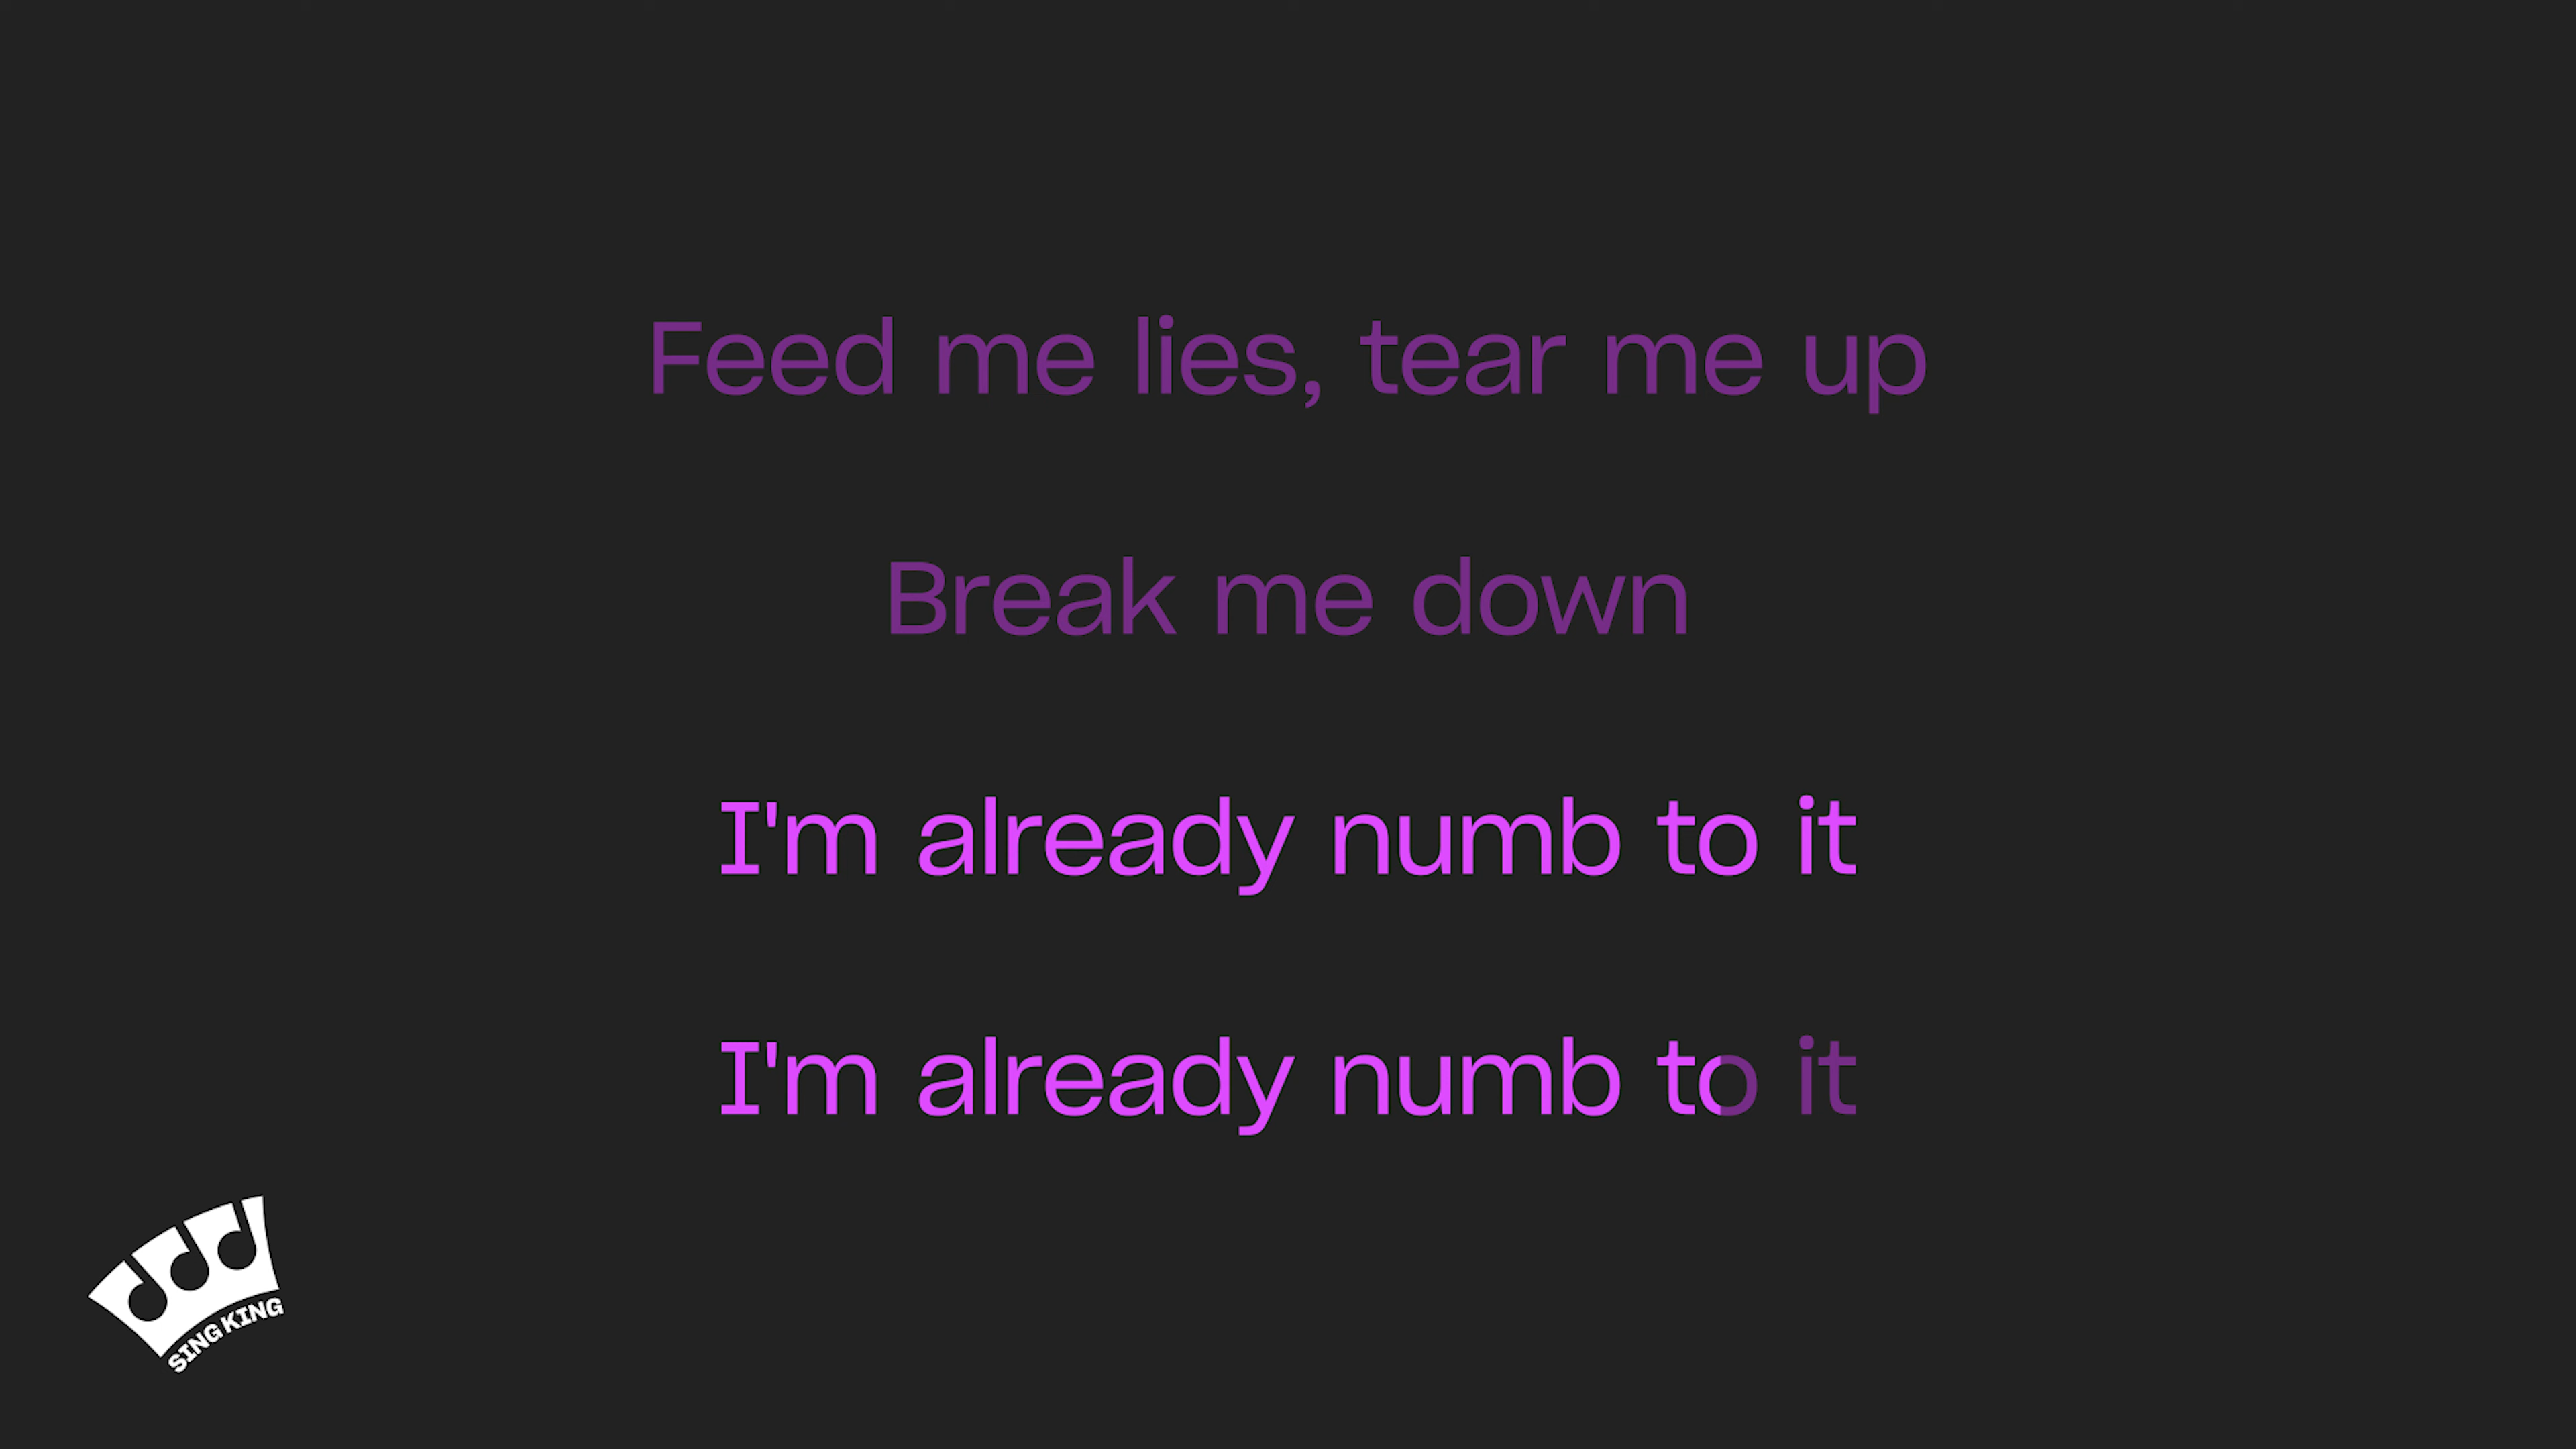 Feed me lies, tear me up
Break me down
I'm already numb to it
I'm already numb to it
SING KING